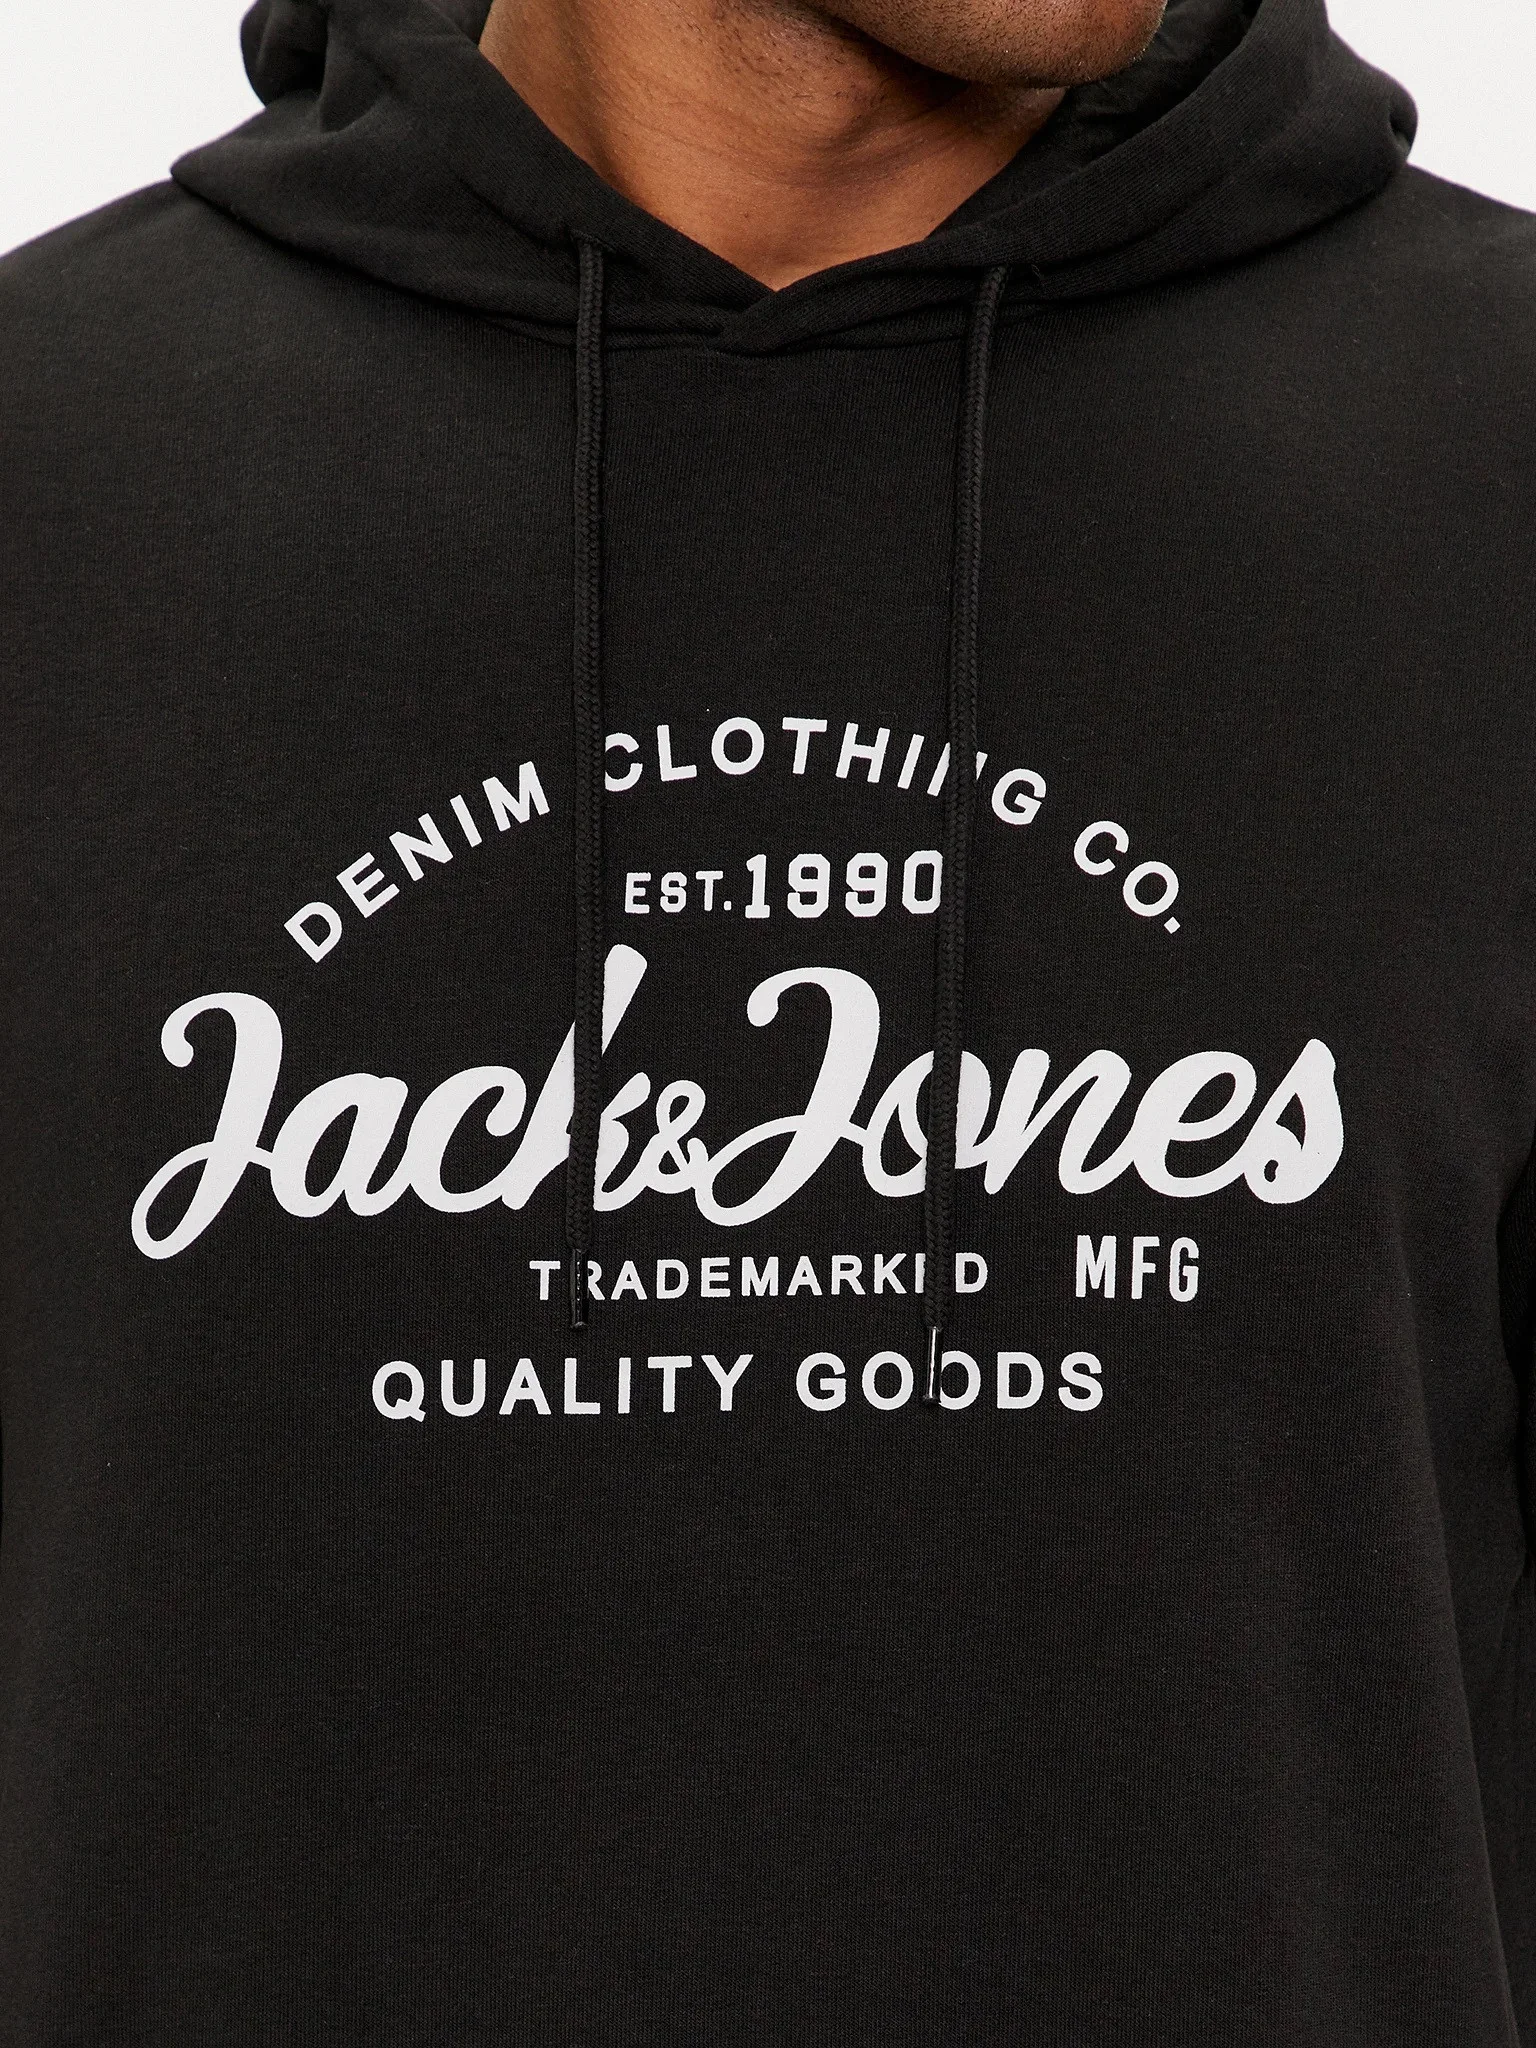 DENIM CLOTHING CO.
EST. 1990
Jack&Jones
TRADEMARKED MFG
QUALITY GOODS